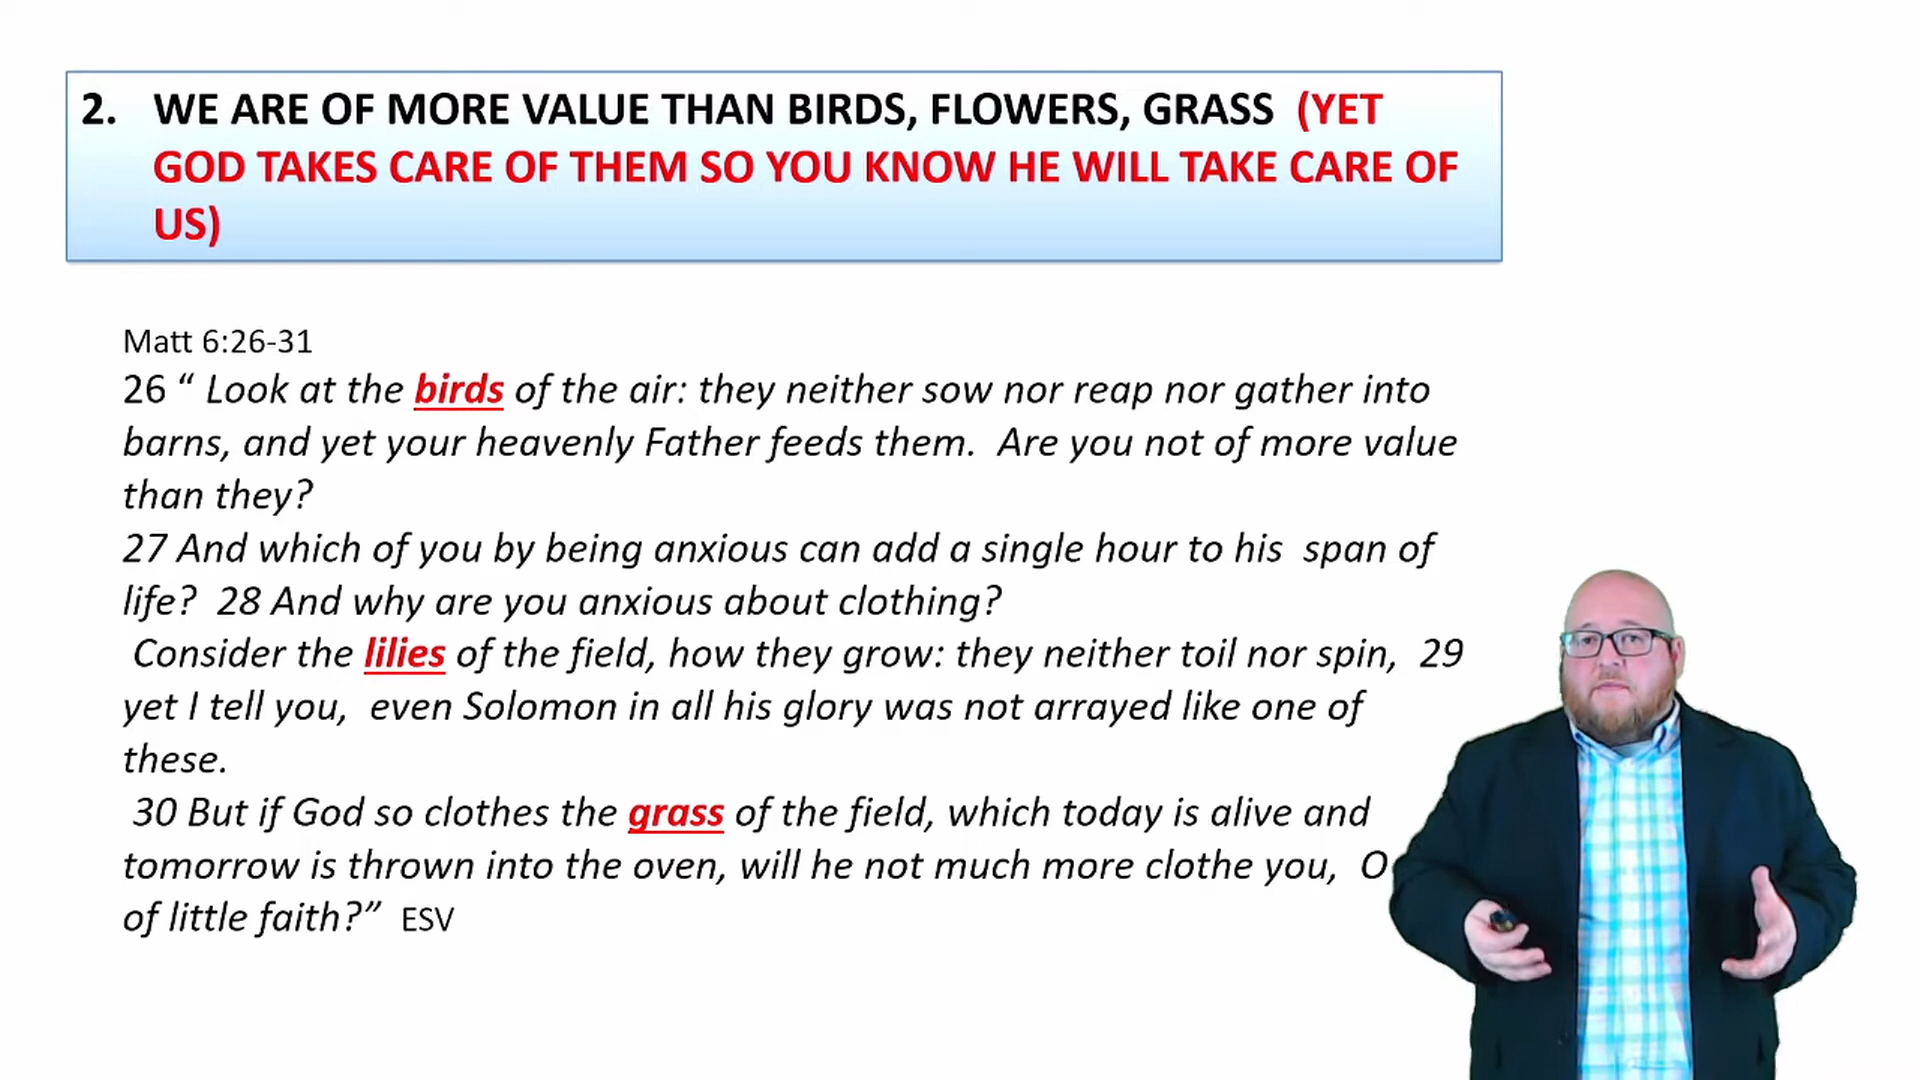 2. WE ARE OF MORE VALUE THAN BIRDS, FLOWERS, GRASS (YET
GOD TAKES CARE OF THEM SO YOU KNOW HE WILL TAKE CARE OF
US)
Matt 6:26-31
26 “ Look at the birds of the air: they neither sow nor reap nor gather into
barns, and yet your heavenly Father feeds them. Are you not of more value
than they?
27 And which of you by being anxious can add a single hour to his span of
life? 28 And why are you anxious about clothing?
Consider the lilies of the field, how they grow: they neither toil nor spin, 29
yet I tell you, even Solomon in all his glory was not arrayed like one of
these.
30 But if God so clothes the grass of the field, which today is alive and
tomorrow is thrown into the oven, will he not much more clothe you, O
of little faith?” ESV